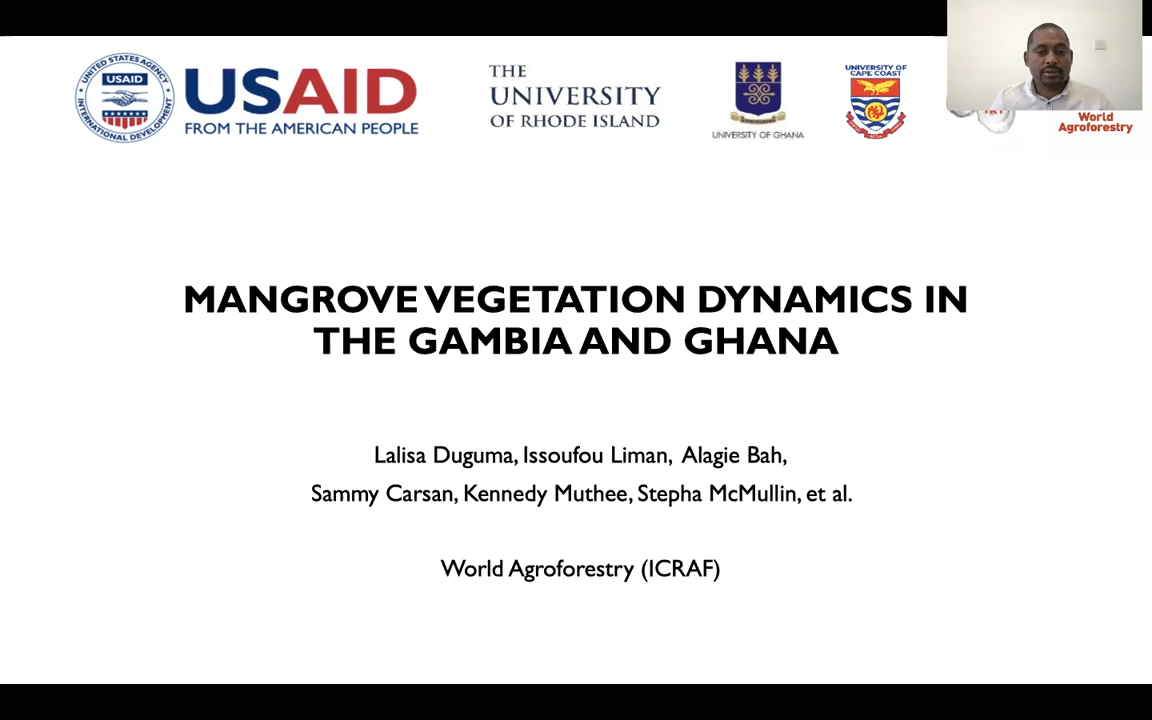 UNITED STATES AGENCY
USAID
INTERNATIONAL DEVELOPMENT
USAID
FROM THE AMERICAN PEOPLE
THE
UNIVERSITY
OF RHODE ISLAND
UNIVERSITY OF GHANA
UNIVERSITY OF
CAPE COAST
World
Agroforestry
MANGROVE VEGETATION DYNAMICS IN
THE GAMBIA AND GHANA
Lalisa Duguma, Issoufou Liman, Alagie Bah,
Sammy Carsan, Kennedy Muthee, Stepha McMullin, et al.
World Agroforestry (ICRAF)